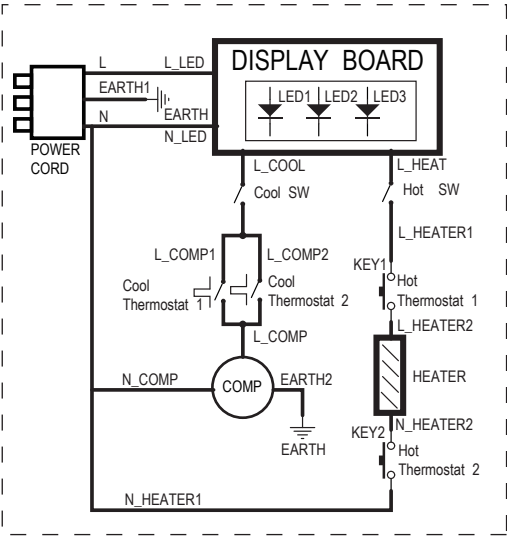 DISPLAY BOARD
L
L_LED
EARTH1
EARTH
N
N_LED
LED1
LED2
LED3
POWER
CORD
L_COOL
L_HEAT
Cool SW
Hot SW
L_HEATER1
L_COMP1
L_COMP2
KEY1
Hot
Thermostat 1
Cool
Thermostat 1
Cool
Thermostat 2
L_HEATER2
L_COMP
HEATER
N_COMP
COMP
EARTH2
EARTH
N_HEATER2
KEY2
Hot
Thermostat 2
N_HEATER1